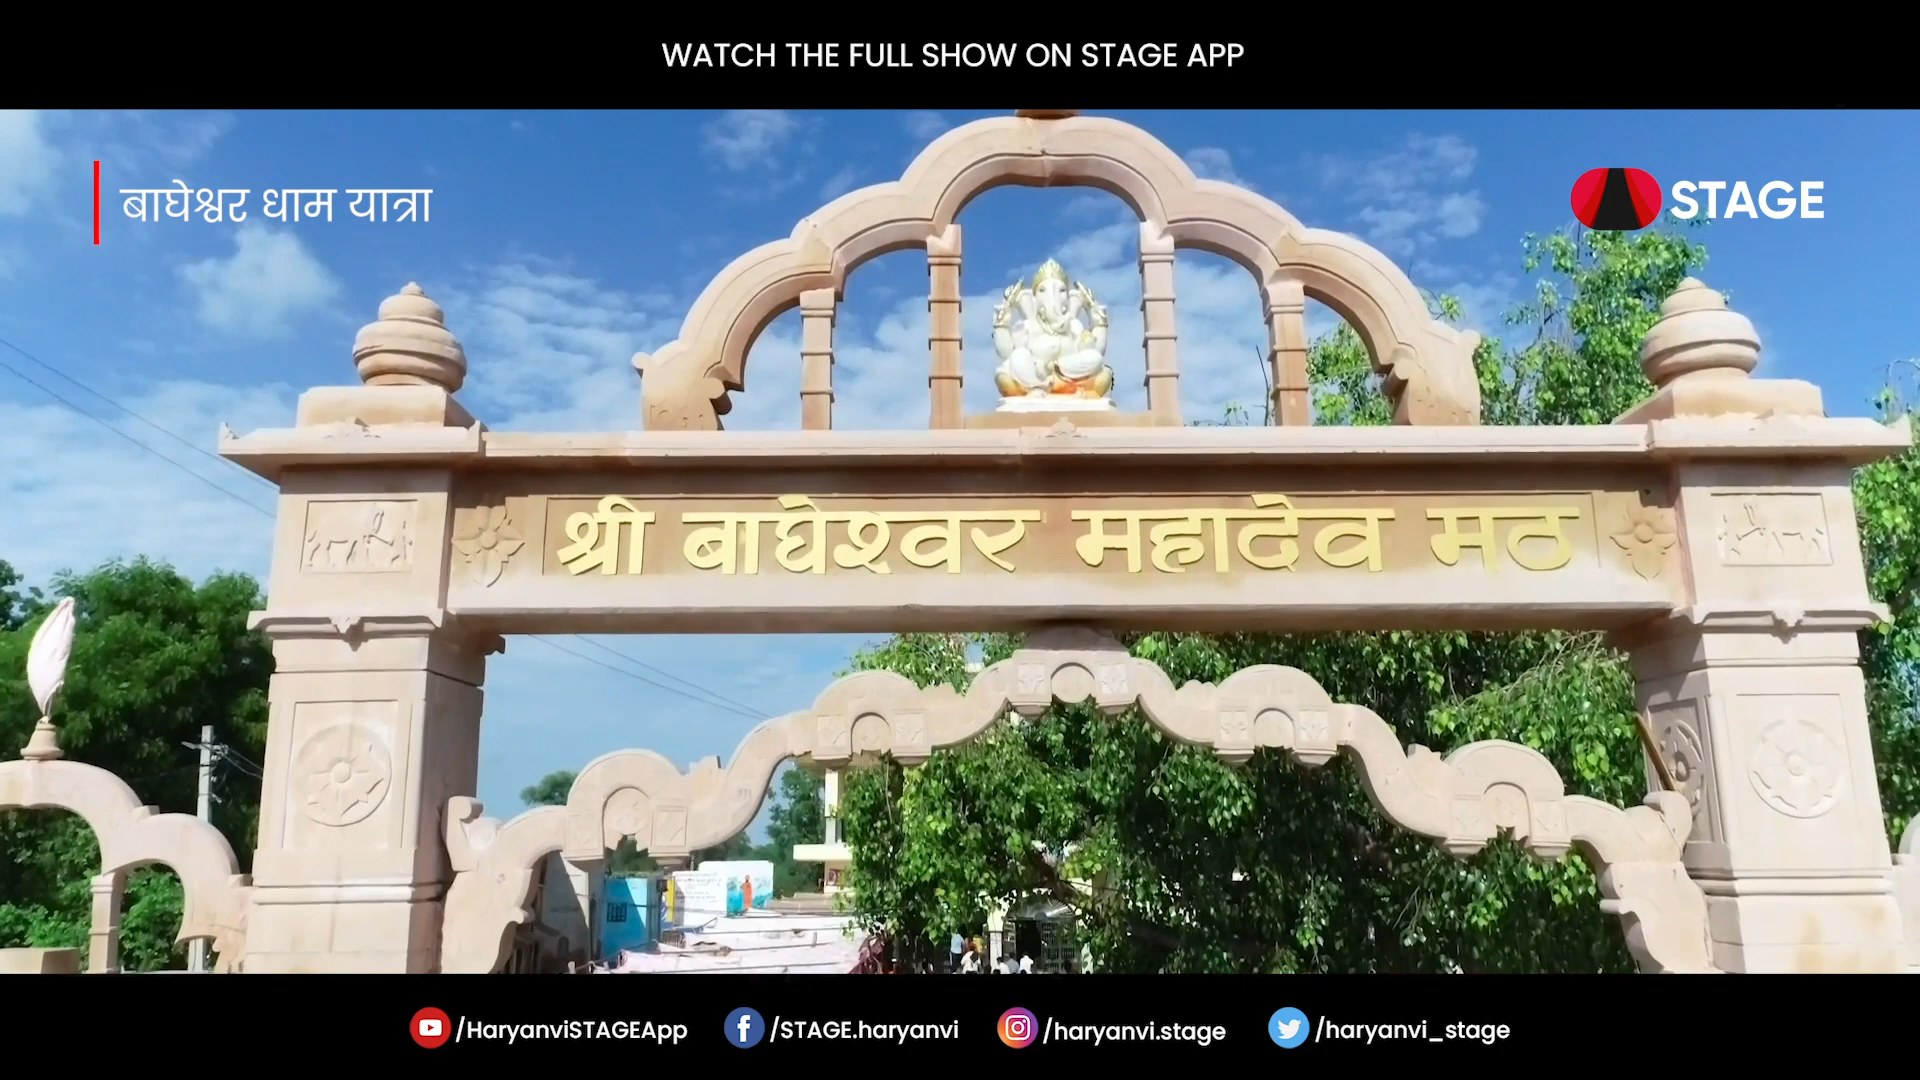 WATCH THE FULL SHOW ON STAGE APP
बाघेश्वर धाम यात्रा
STAGE
श्री बाघेश्वर महादेव मठ
/HaryanviSTAGEApp
/STAGE.haryanvi
/haryanvi.stage
/haryanvi_stage